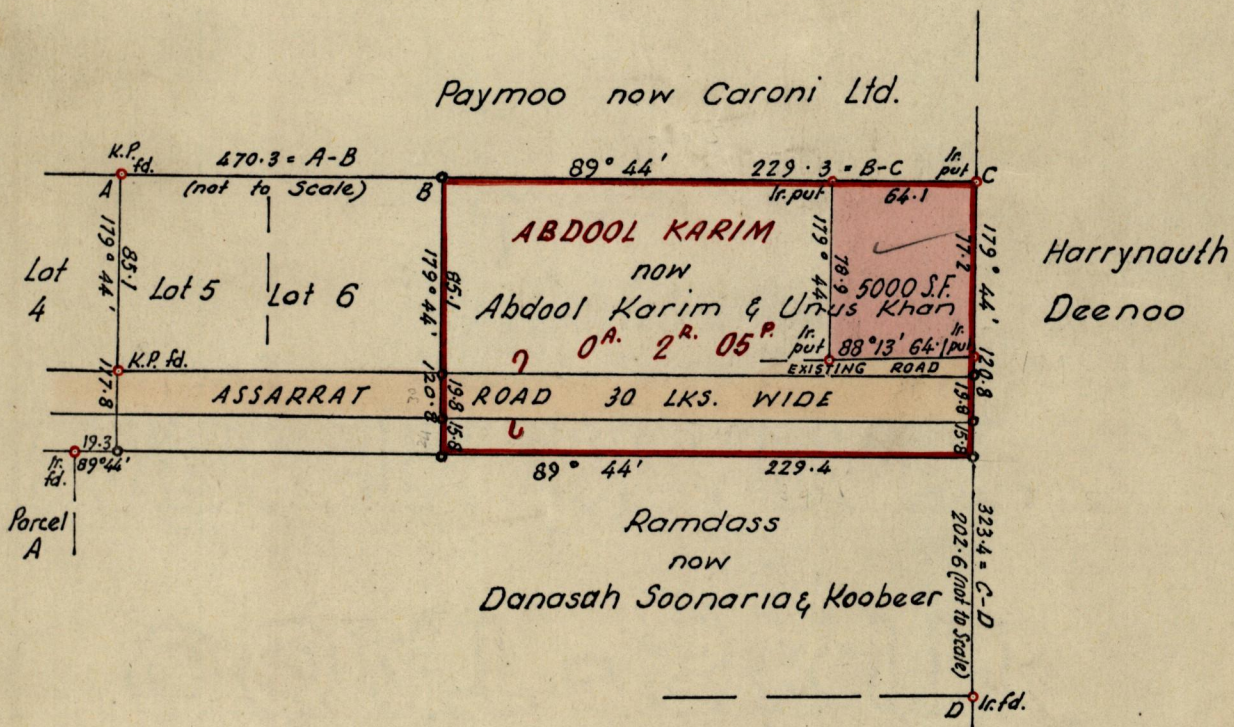 Paymoo now Caroni Ltd.
K.P. fd.
470.3 = A-B
(not to Scale)
A
B
89° 44'
229.3 = B-C
Ir. put
C
Ir. put
64.1
179° 44'
85.1
Lot 4
Lot 5
Lot 6
179° 44'
85.1
ABDOOL KARIM
now
Abdool Karim & Unus Khan
0A. 2R. 05P.
179° 44'
78.9
5000 S.F.
77.2
179° 44'
Harrynauth
Deenoo
Ir. put
88° 13' 64.1
Ir. put
EXISTING ROAD
K.P. fd.
117.8
ASSARRAT ROAD 30 LKS. WIDE
120.8
19.8
15.8
120.8
19.8
15.8
19.3
89° 44'
Ir. fd.
Parcel A
89° 44'
229.4
Ramdass
now
Danasah Soonaria & Koobeer
323.4 = C-D
202.6 (not to Scale)
D
Ir. fd.